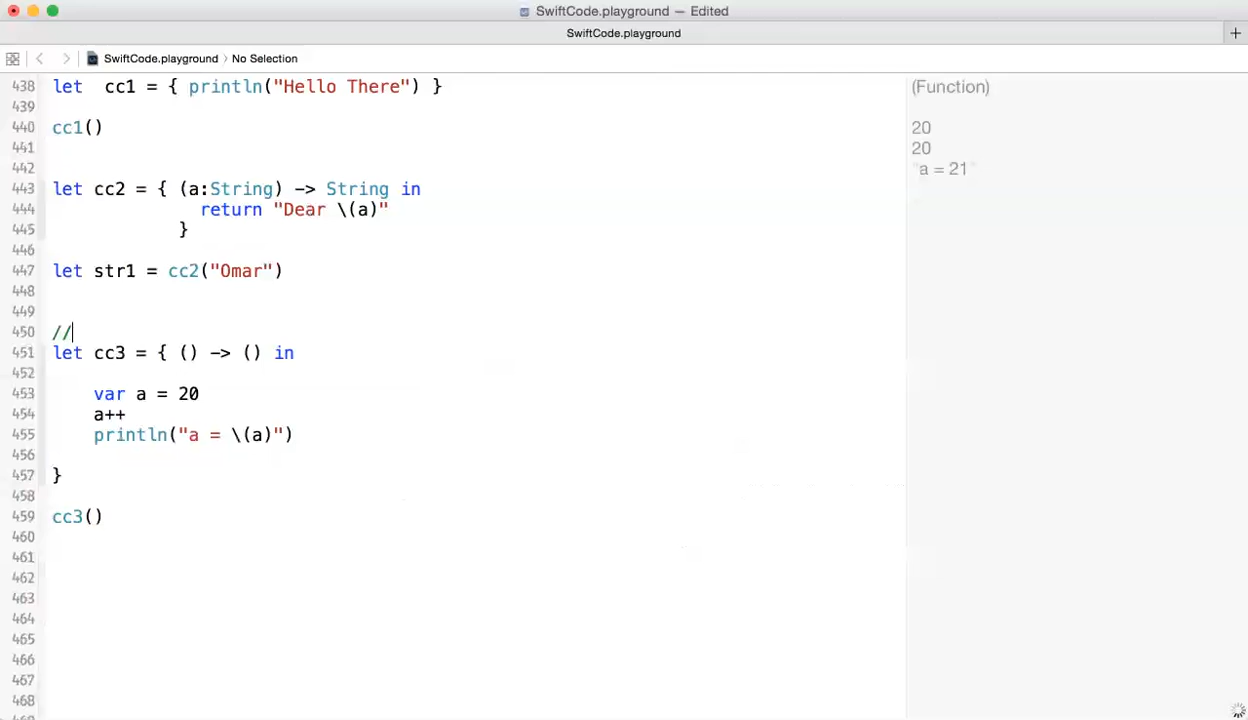 SwiftCode.playground — Edited
SwiftCode.playground
+
SwiftCode.playground › No Selection
438 let  cc1 = { println("Hello There") }
439
440 cc1()
441
442
443 let cc2 = { (a:String) -> String in
444               return "Dear \(a)"
445             }
446
447 let str1 = cc2("Omar")
448
449
450 //
451 let cc3 = { () -> () in
452
453     var a = 20
454     a++
455     println("a = \(a)")
456
457 }
458
459 cc3()
460
461
462
463
464
465
466
467
468
(Function)
20
20
"a = 21"